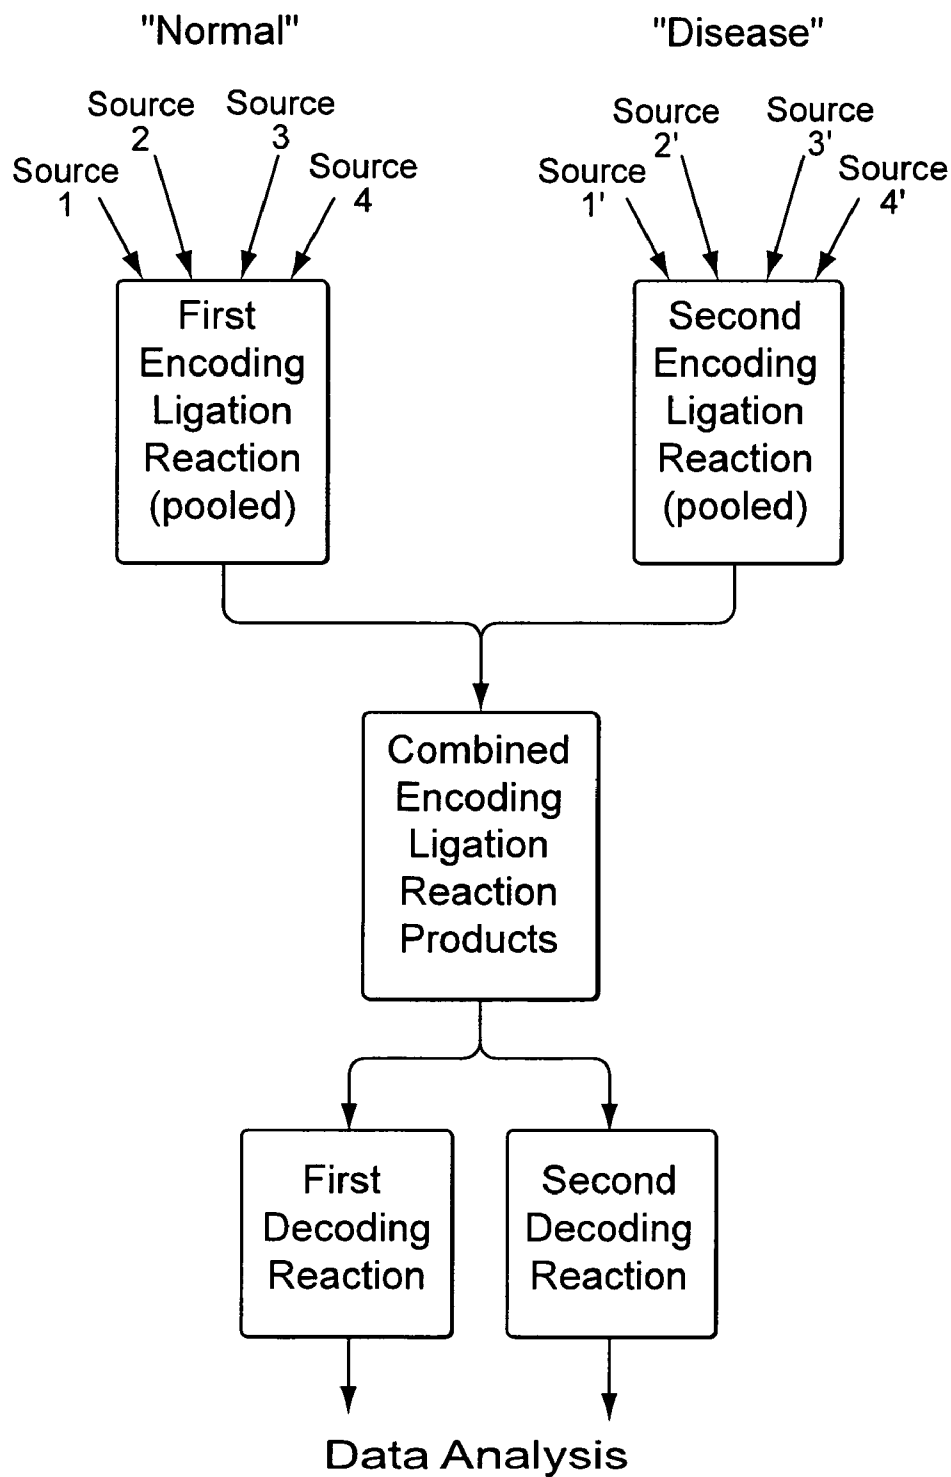 "Normal"
"Disease"
Source
1
Source
2
Source
3
Source
4
Source
1'
Source
2'
Source
3'
Source
4'
First
Encoding
Ligation
Reaction
(pooled)
Second
Encoding
Ligation
Reaction
(pooled)
Combined
Encoding
Ligation
Reaction
Products
First
Decoding
Reaction
Second
Decoding
Reaction
Data Analysis